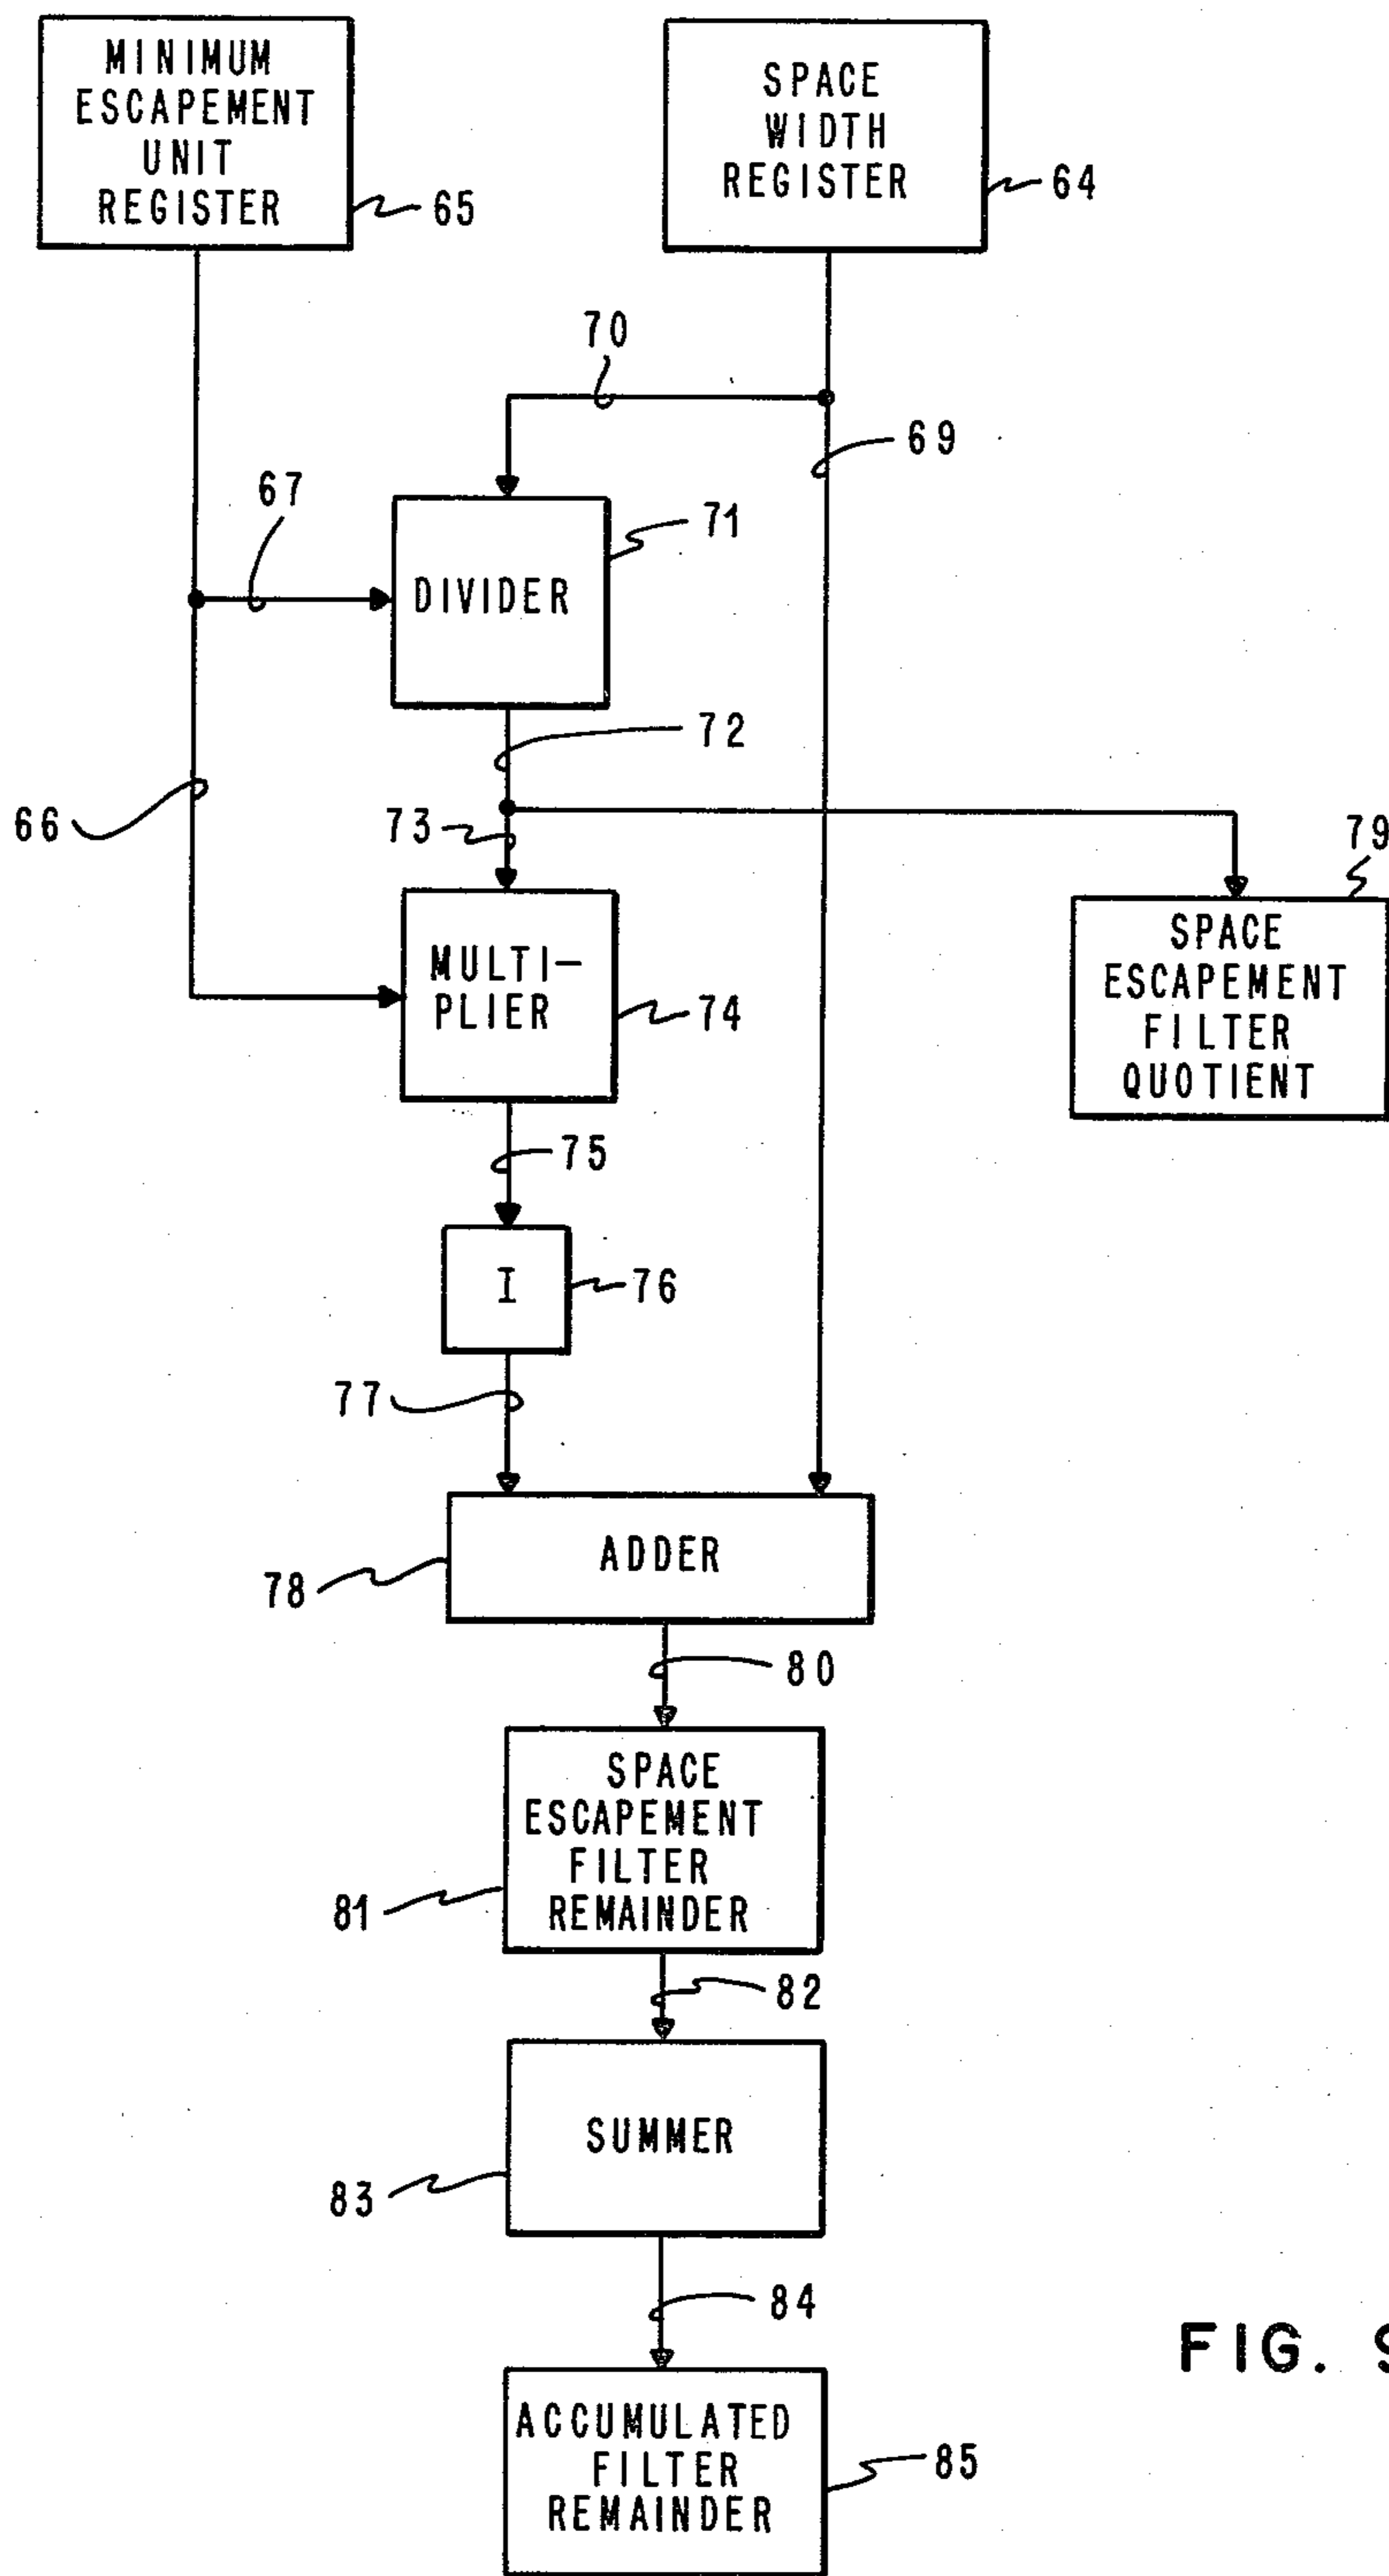 MINIMUM
ESCAPEMENT
UNIT
REGISTER
65
SPACE
WIDTH
REGISTER
64
70
69
67
71
DIVIDER
72
66
73
79
MULTI-
PLIER
74
SPACE
ESCAPEMENT
FILTER
QUOTIENT
75
I
76
77
ADDER
78
80
SPACE
ESCAPEMENT
FILTER
REMAINDER
81
82
SUMMER
83
84
FIG.
ACCUMULATED
FILTER
REMAINDER
85